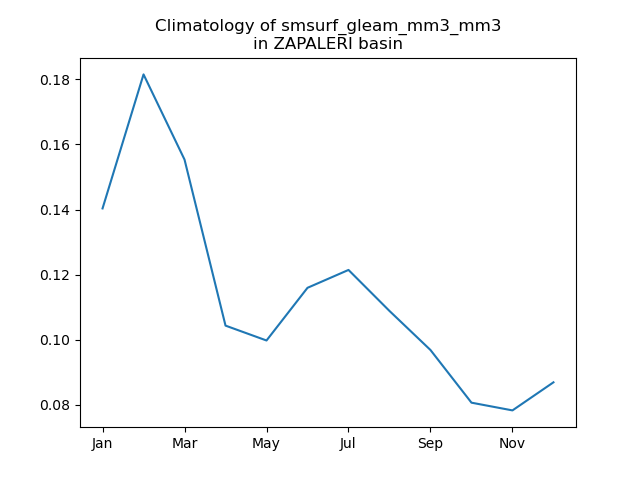 Climatology of smsurf_gleam_mm3_mm3
in ZAPALERI basin
0.18
0.16
0.14
0.12
0.10
0.08
Jan Mar May Jul Sep Nov